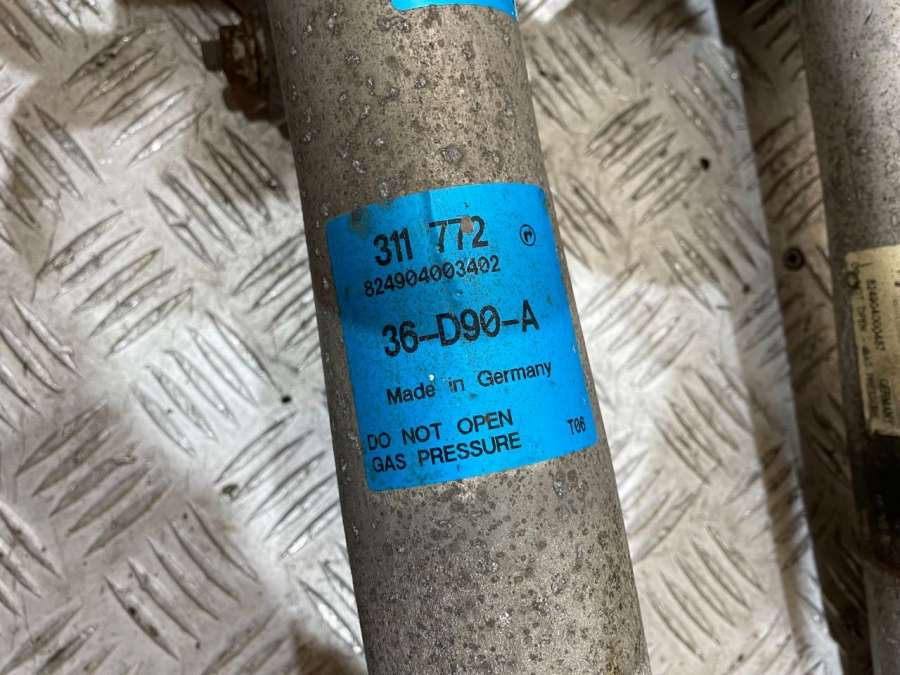 311 772
824904003402
36-D90-A
Made in Germany
DO NOT OPEN
GAS PRESSURE
T06